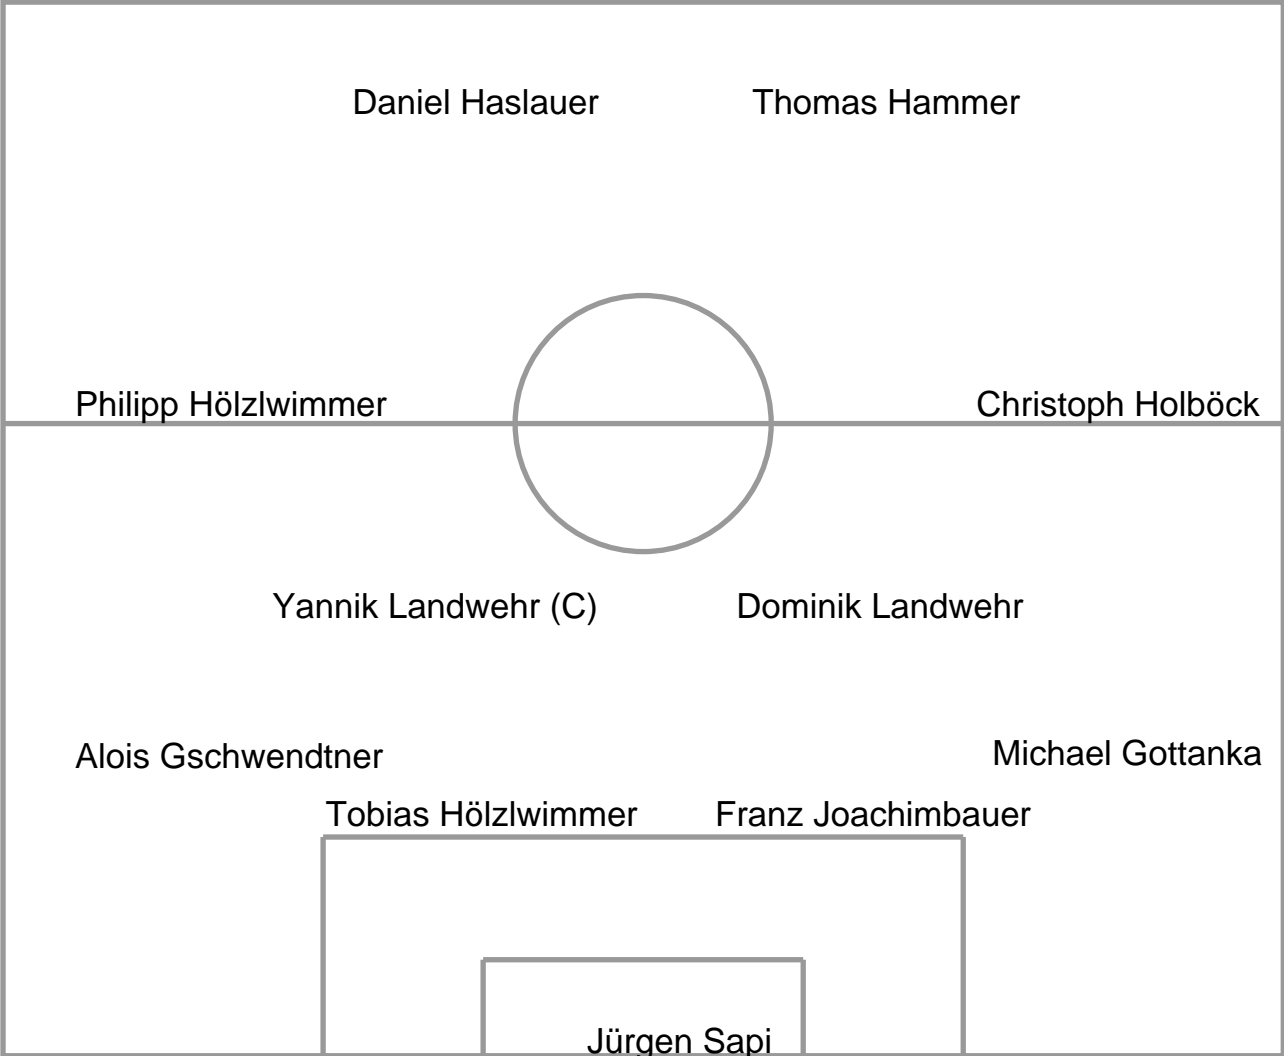 Daniel Haslauer
Thomas Hammer
Philipp Hölzlwimmer
Christoph Holböck
Yannik Landwehr (C)
Dominik Landwehr
Alois Gschwendtner
Michael Gottanka
Tobias Hölzlwimmer
Franz Joachimbauer
Jürgen Sapi